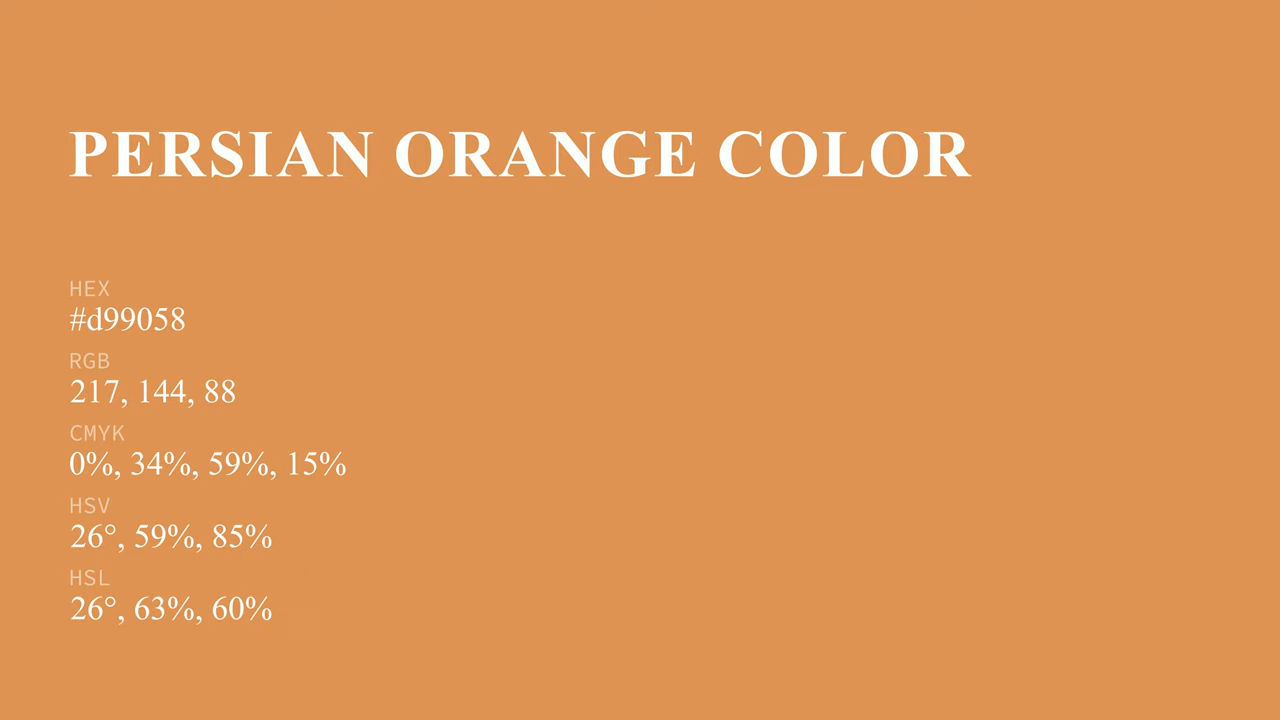 PERSIAN ORANGE COLOR
HEX
#d99058
RGB
217, 144, 88
CMYK
0%, 34%, 59%, 15%
HSV
26°, 59%, 85%
HSL
26°, 63%, 60%